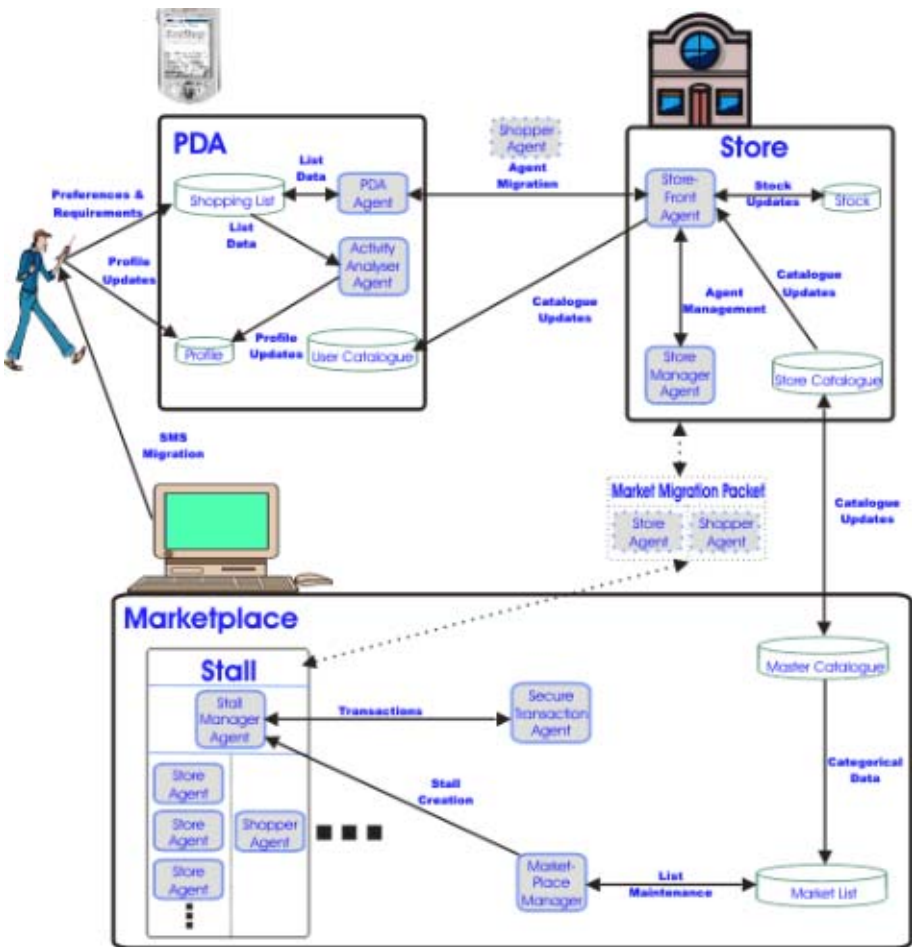 PDA
Shopping List
List
Data
PDA
Agent
List
Data
Activity
Analyser
Agent
Profile
Profile
Updates
User Catalogue
Preferences &
Requirements
Profile
Updates
Shopper
Agent
Agent
Migration
Store
Store-
Front
Agent
Stock
Updates
Stock
Catalogue
Updates
Agent
Management
Catalogue
Updates
Store
Manager
Agent
Store Catalogue
SMS
Migration
Market Migration Packet
Store
Agent
Shopper
Agent
Catalogue
Updates
Marketplace
Stall
Stall
Manager
Agent
Transactions
Secure
Transaction
Agent
Master Catalogue
Store
Agent
Store
Agent
Store
Agent
Shopper
Agent
Stall
Creation
Categorical
Data
Market-
Place
Manager
List
Maintenance
Market List